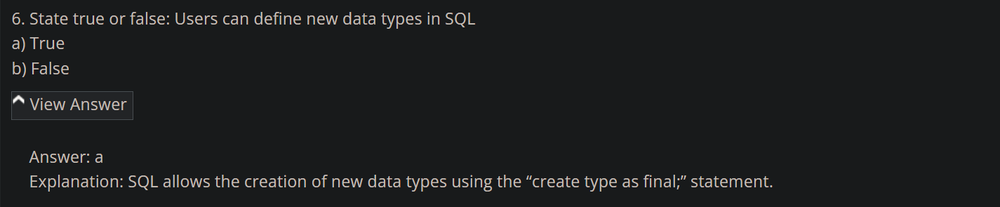 6. State true or false: Users can define new data types in SQL
a) True
b) False
View Answer
Answer: a
Explanation: SQL allows the creation of new data types using the “create type as final;” statement.